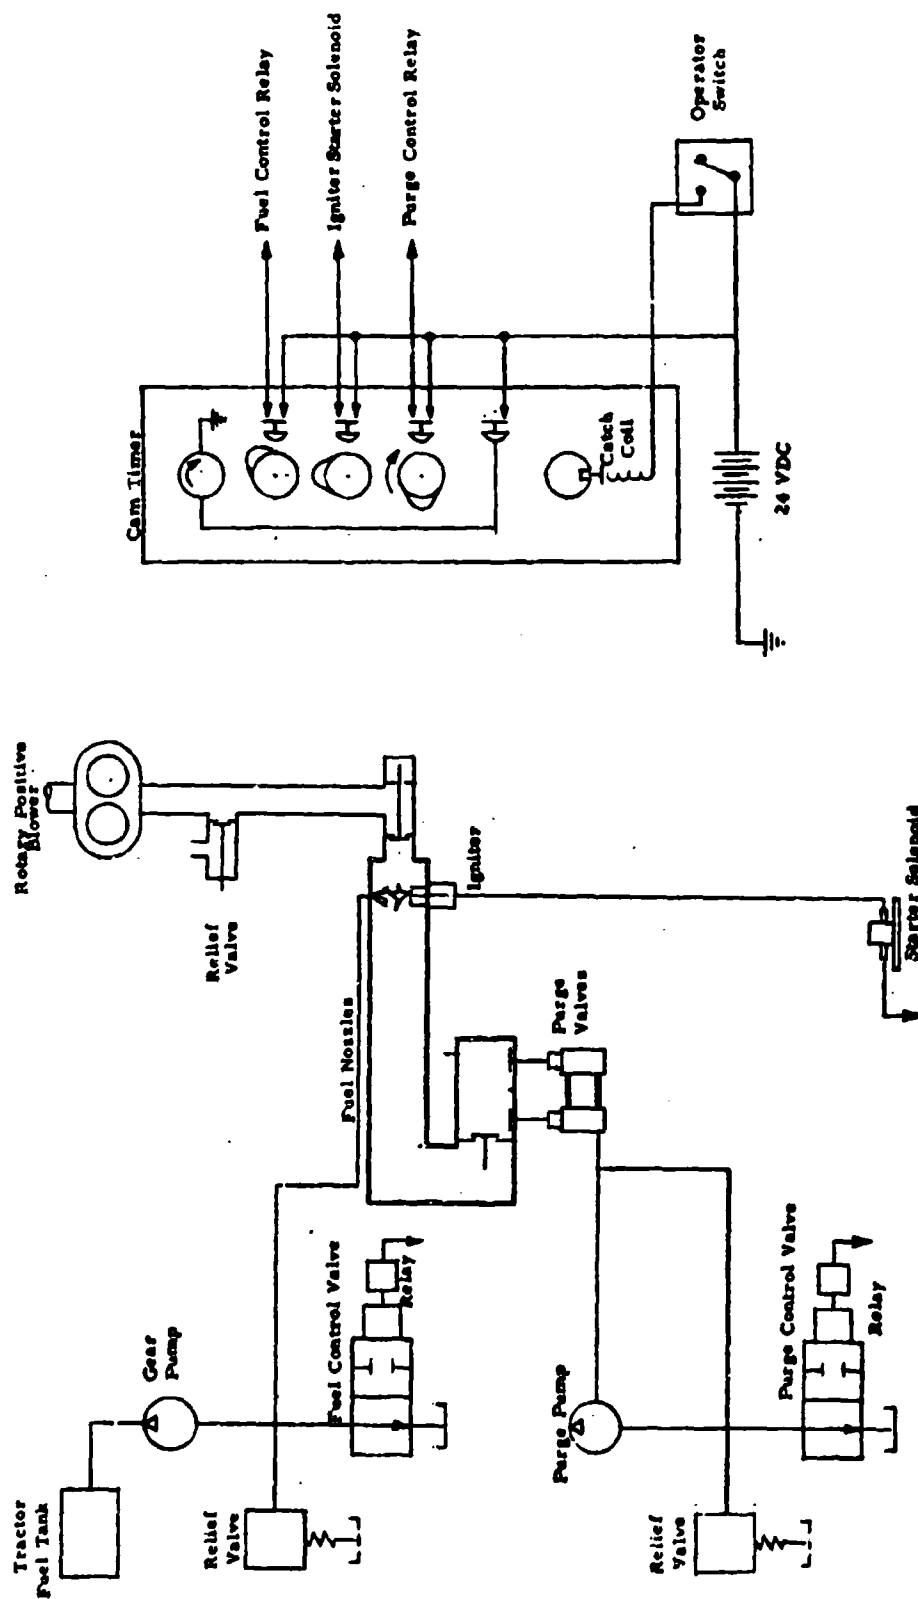 Tractor
Fuel Tank
Gear
Pump
Relief
Valve
Fuel Control Valve
Relay
Fuel Nozzles
Relief
Valve
Rotary Positive
Blower
Igniter
Purge
Valves
Purge Pump
Relief
Valve
Purge Control Valve
Relay
Starter Solenoid
Cam Timer
Fuel Control Relay
Igniter Starter Solenoid
Purge Control Relay
Catch
Coil
24 VDC
Operator
Switch